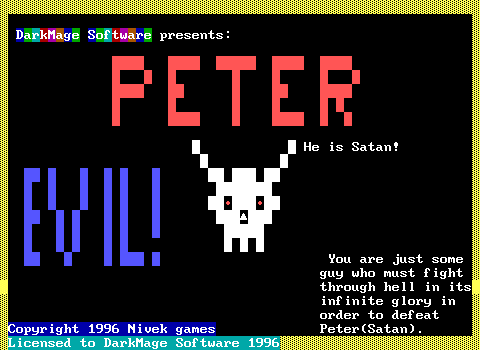 DarkMage Software presents:
PETER
He is Satan!
EVIL!
You are just some
guy who must fight
through hell in its
infinite glory in
order to defeat
Peter(Satan).
Copyright 1996 Nivek games
Licensed to DarkMage Software 1996